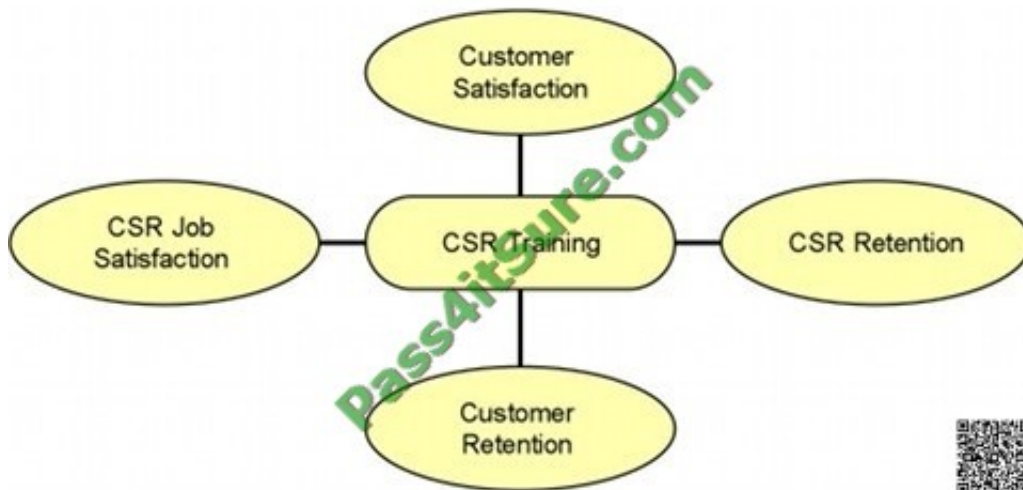 Customer
Satisfaction
CSR Job
Satisfaction
CSR Training
CSR Retention
Customer
Retention
Pass4itSure.com